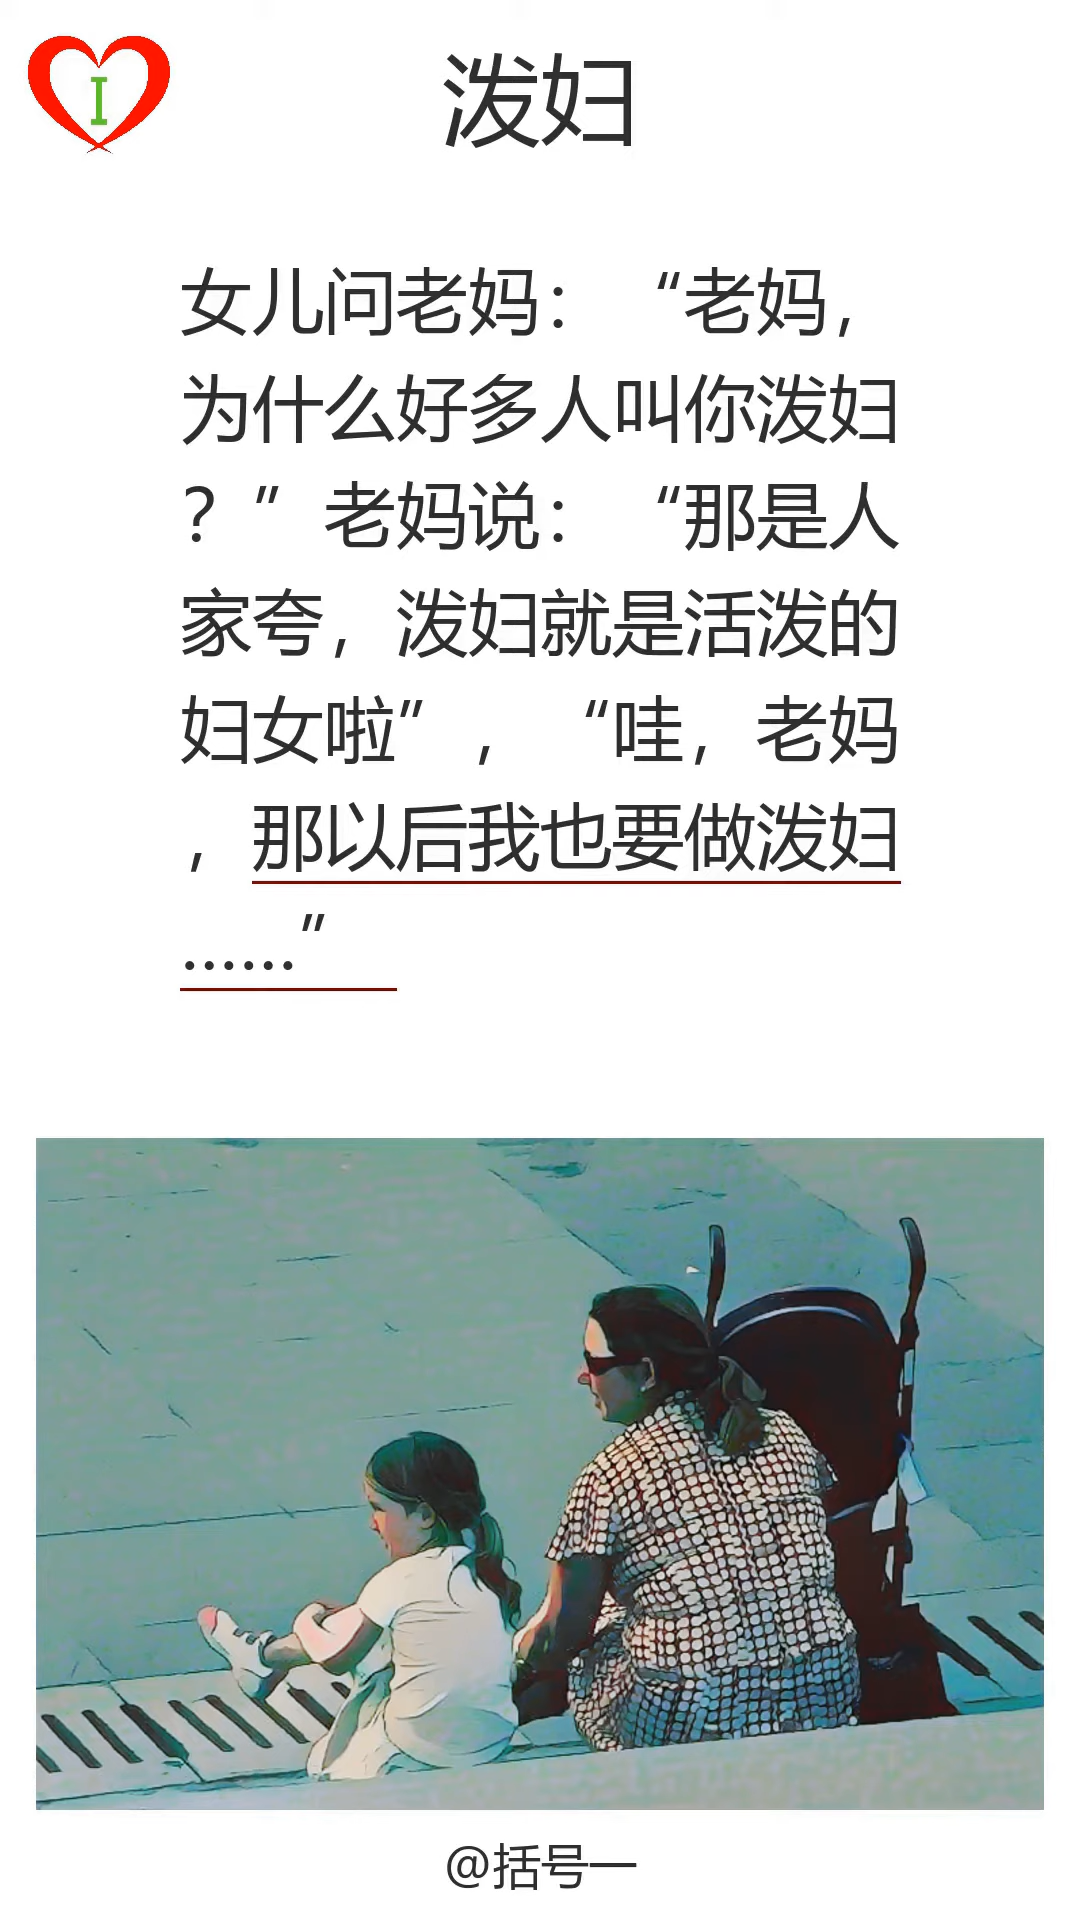 I
泼妇
女儿问老妈：“老妈，
为什么好多人叫你泼妇
？”老妈说：“那是人
家夸，泼妇就是活泼的
妇女啦”，“哇，老妈
，那以后我也要做泼妇
……”
@括号一